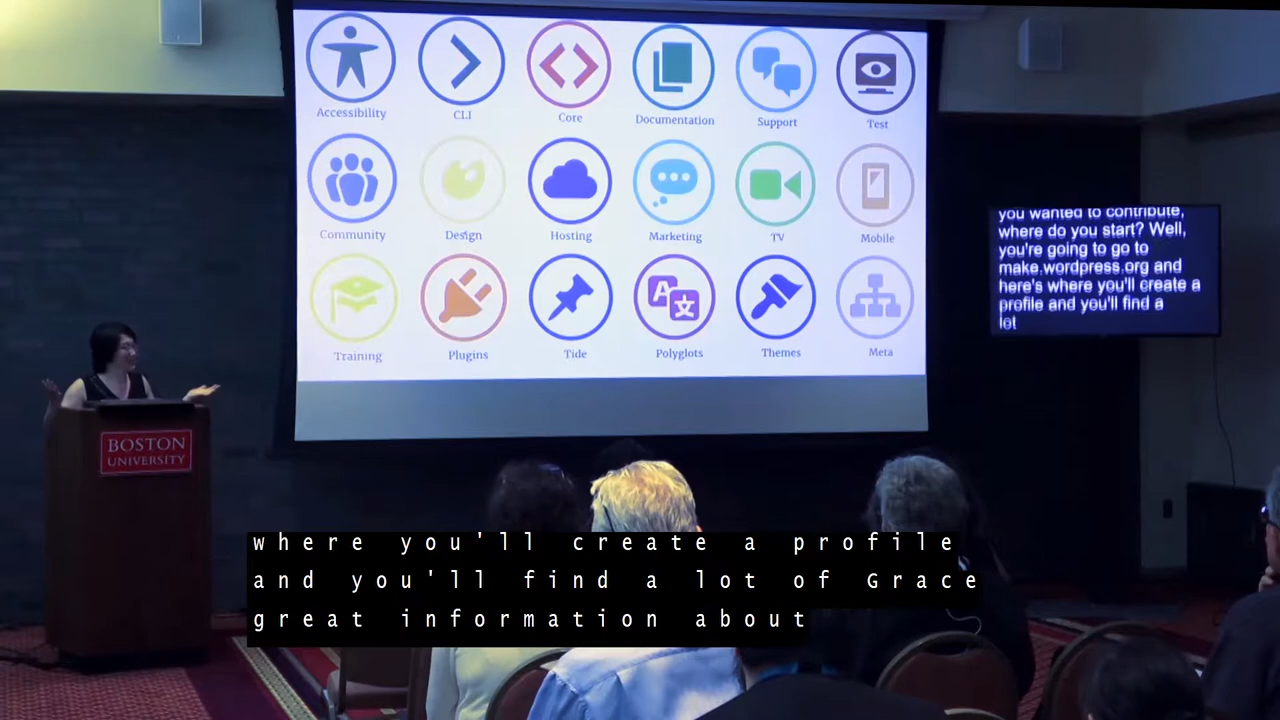 Accessibility
CLI
Core
Documentation
Support
Test
Community
Design
Hosting
Marketing
TV
Mobile
Training
Plugins
Tide
Polyglots
Themes
Meta
you wanted to contribute,
where do you start? Well,
you're going to go to
make.wordpress.org and
here's where you'll create a
profile and you'll find a
lot
BOSTON
UNIVERSITY
where you'll create a profile
and you'll find a lot of Grace
great information about